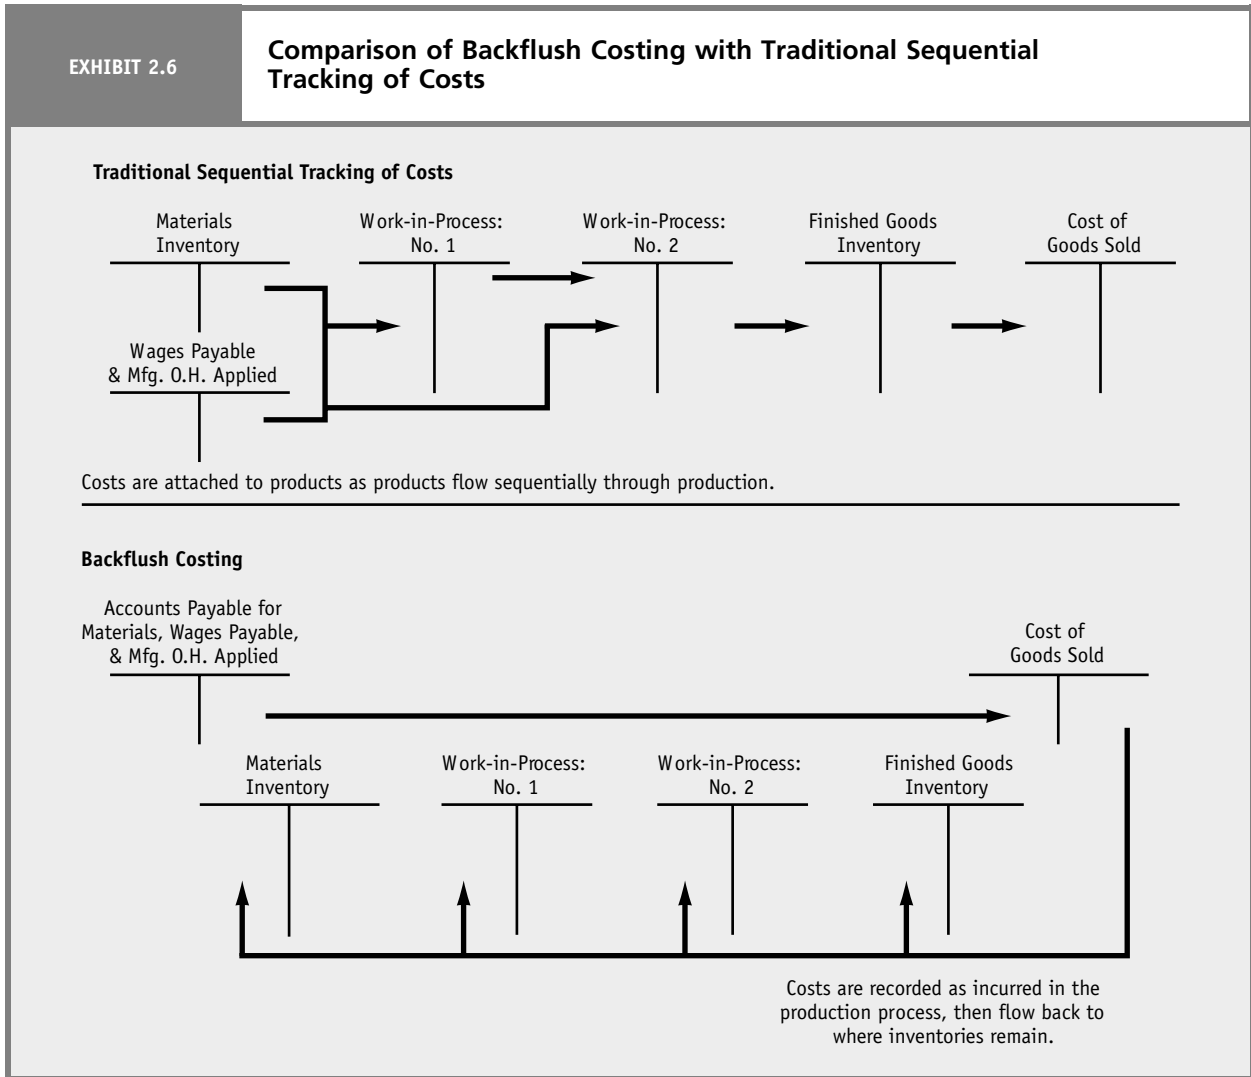 EXHIBIT 2.6
Comparison of Backflush Costing with Traditional Sequential
Tracking of Costs
Traditional Sequential Tracking of Costs
Materials
Inventory
Work-in-Process:
No. 1
Work-in-Process:
No. 2
Finished Goods
Inventory
Cost of
Goods Sold
Wages Payable
& Mfg. O.H. Applied
Costs are attached to products as products flow sequentially through production.
Backflush Costing
Accounts Payable for
Materials, Wages Payable,
& Mfg. O.H. Applied
Cost of
Goods Sold
Materials
Inventory
Work-in-Process:
No. 1
Work-in-Process:
No. 2
Finished Goods
Inventory
Costs are recorded as incurred in the
production process, then flow back to
where inventories remain.